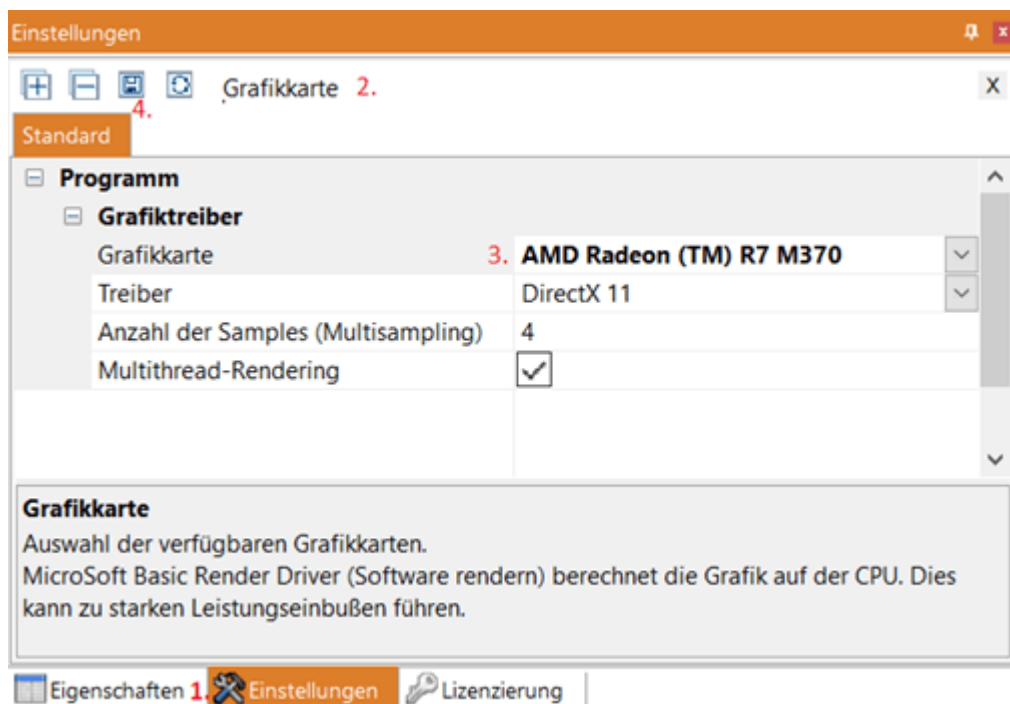 Einstellungen
Grafikkarte 2.
4.
Standard
Programm
Grafiktreiber
Grafikkarte 3. AMD Radeon (TM) R7 M370
Treiber DirectX 11
Anzahl der Samples (Multisampling) 4
Multithread-Rendering
Grafikkarte
Auswahl der verfügbaren Grafikkarten.
MicroSoft Basic Render Driver (Software rendern) berechnet die Grafik auf der CPU. Dies
kann zu starken Leistungseinbußen führen.
Eigenschaften 1. Einstellungen Lizenzierung